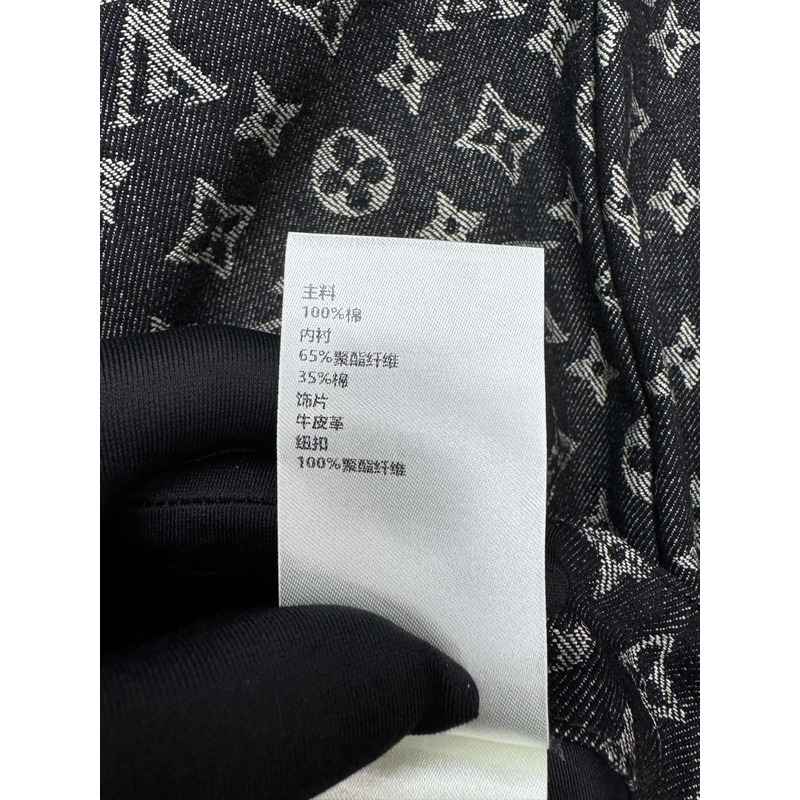 主料
100%棉
内衬
65%聚酯纤维
35%棉
饰片
牛皮革
纽扣
100%聚酯纤维